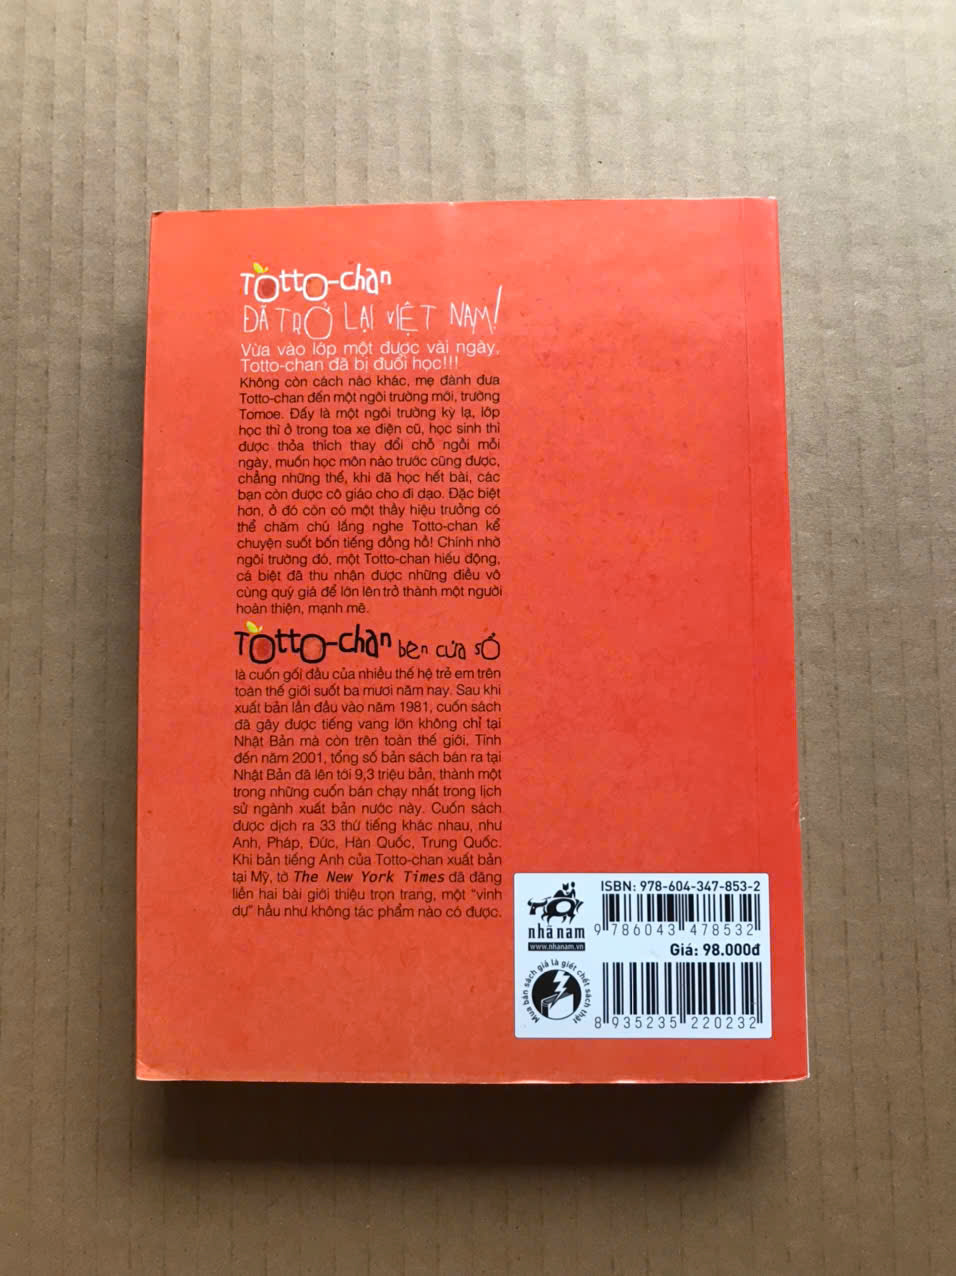 Totto-chan
ĐÃ TRỞ LẠI VIỆT NAM!
Vừa vào lớp một được vài ngày,
Totto-chan đã bị đuổi học!!!
Không còn cách nào khác, mẹ đành đưa
Totto-chan đến một ngôi trường mới, trường
Tomoe. Đấy là một ngôi trường kỳ lạ, lớp
học thì ở trong toa xe điện cũ, học sinh thì
được thỏa thích thay đổi chỗ ngồi mỗi
ngày, muốn học môn nào trước cũng được,
chẳng những thế, khi đã học hết bài, các
bạn còn được cô giáo cho đi dạo. Đặc biệt
hơn, ở đó còn có một thầy hiệu trưởng có
thể chăm chú lắng nghe Totto-chan kể
chuyện suốt bốn tiếng đồng hồ! Chính nhờ
ngôi trường đó, một Totto-chan hiếu động,
cá biệt đã thu nhận được những điều vô
cùng quý giá để lớn lên trở thành một người
hoàn thiện, mạnh mẽ.
Totto-chan bên cửa sổ
là cuốn gối đầu của nhiều thế hệ trẻ em trên
toàn thế giới suốt ba mươi năm nay. Sau khi
xuất bản lần đầu vào năm 1981, cuốn sách
đã gây được tiếng vang lớn không chỉ tại
Nhật Bản mà còn trên toàn thế giới. Tính
đến năm 2001, tổng số bản sách bán ra tại
Nhật Bản đã lên tới 9,3 triệu bản, thành một
trong những cuốn bán chạy nhất trong lịch
sử ngành xuất bản nước này. Cuốn sách
được dịch ra 33 thứ tiếng khác nhau, như
Anh, Pháp, Đức, Hàn Quốc, Trung Quốc.
Khi bản tiếng Anh của Totto-chan xuất bản
tại Mỹ, tờ The New York Times đã đăng
liền hai bài giới thiệu trọn trang, một "vinh
dự" hầu như không tác phẩm nào có được.
nhã nam
www.nhanam.vn
ISBN: 978-604-347-853-2
9 786043 478532
Giá: 98.000đ
Mua bán sách giả là giết chết sách thật
8 935235 220232